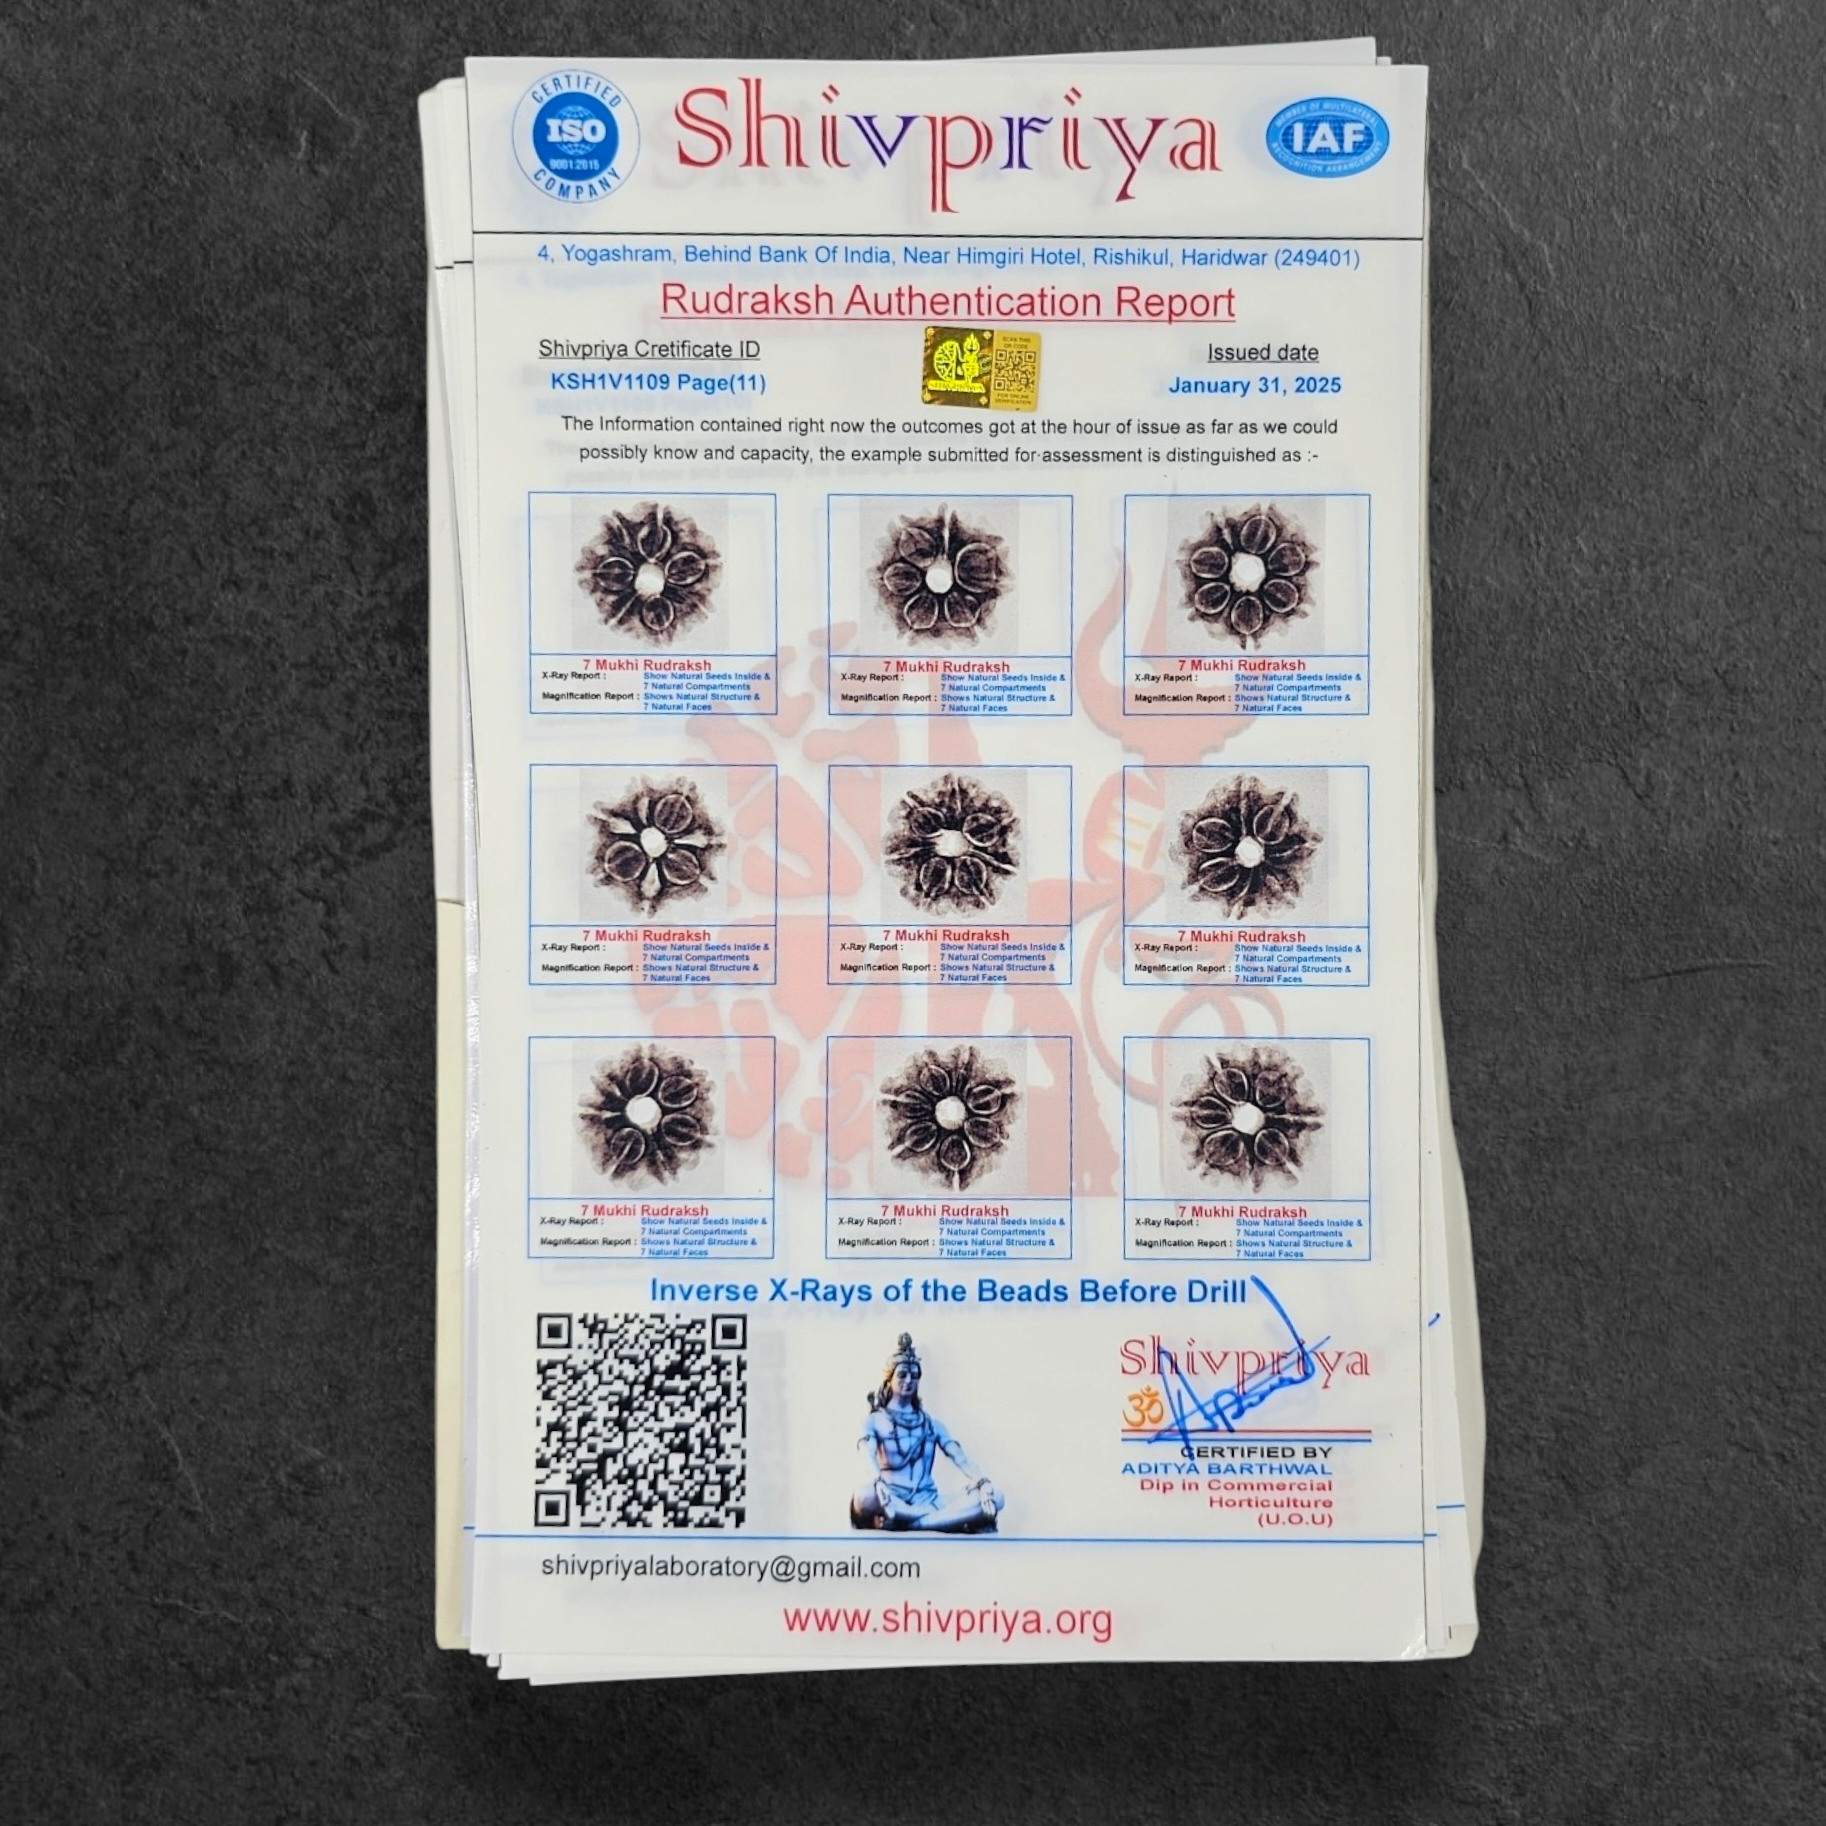 CERTIFIED
ISO
9001:2015
COMPANY
Shivpriya
MEMBER OF MULTILATERAL
IAF
RECOGNITION ARRANGEMENT
4, Yogashram, Behind Bank Of India, Near Himgiri Hotel, Rishikul, Haridwar (249401)
Rudraksh Authentication Report
Shivpriya Cretificate ID
KSH1V1109 Page(11)
SCAN THIS
QR CODE
SHIVPRIYA
FOR ONLINE
VERIFICATION
Issued date
January 31, 2025
The Information contained right now the outcomes got at the hour of issue as far as we could
possibly know and capacity, the example submitted for assessment is distinguished as :-
7 Mukhi Rudraksh
X-Ray Report : Show Natural Seeds Inside &
7 Natural Compartments
Magnification Report : Shows Natural Structure &
7 Natural Faces
7 Mukhi Rudraksh
X-Ray Report : Show Natural Seeds Inside &
7 Natural Compartments
Magnification Report : Shows Natural Structure &
7 Natural Faces
7 Mukhi Rudraksh
X-Ray Report : Show Natural Seeds Inside &
7 Natural Compartments
Magnification Report : Shows Natural Structure &
7 Natural Faces
7 Mukhi Rudraksh
X-Ray Report : Show Natural Seeds Inside &
7 Natural Compartments
Magnification Report : Shows Natural Structure &
7 Natural Faces
7 Mukhi Rudraksh
X-Ray Report : Show Natural Seeds Inside &
7 Natural Compartments
Magnification Report : Shows Natural Structure &
7 Natural Faces
7 Mukhi Rudraksh
X-Ray Report : Show Natural Seeds Inside &
7 Natural Compartments
Magnification Report : Shows Natural Structure &
7 Natural Faces
7 Mukhi Rudraksh
X-Ray Report : Show Natural Seeds Inside &
7 Natural Compartments
Magnification Report : Shows Natural Structure &
7 Natural Faces
7 Mukhi Rudraksh
X-Ray Report : Show Natural Seeds Inside &
7 Natural Compartments
Magnification Report : Shows Natural Structure &
7 Natural Faces
7 Mukhi Rudraksh
X-Ray Report : Show Natural Seeds Inside &
7 Natural Compartments
Magnification Report : Shows Natural Structure &
7 Natural Faces
Inverse X-Rays of the Beads Before Drill
Shivpriya
ॐ
CERTIFIED BY
ADITYA BARTHWAL
Dip in Commercial
Horticulture
(U.O.U)
shivpriyalaboratory@gmail.com
www.shivpriya.org